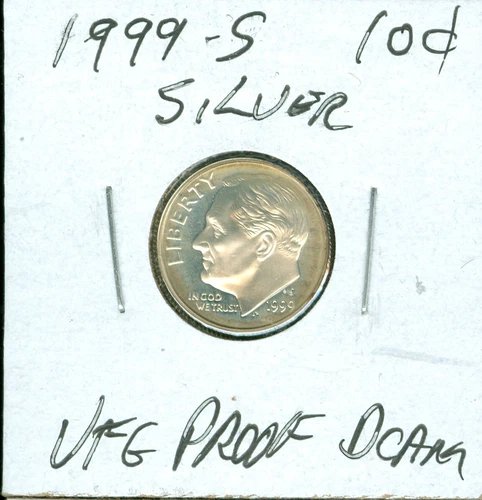 1999-S 10¢
SILVER
LIBERTY
IN GOD
WE TRUST
S
1999
VFG PROOF DCAM